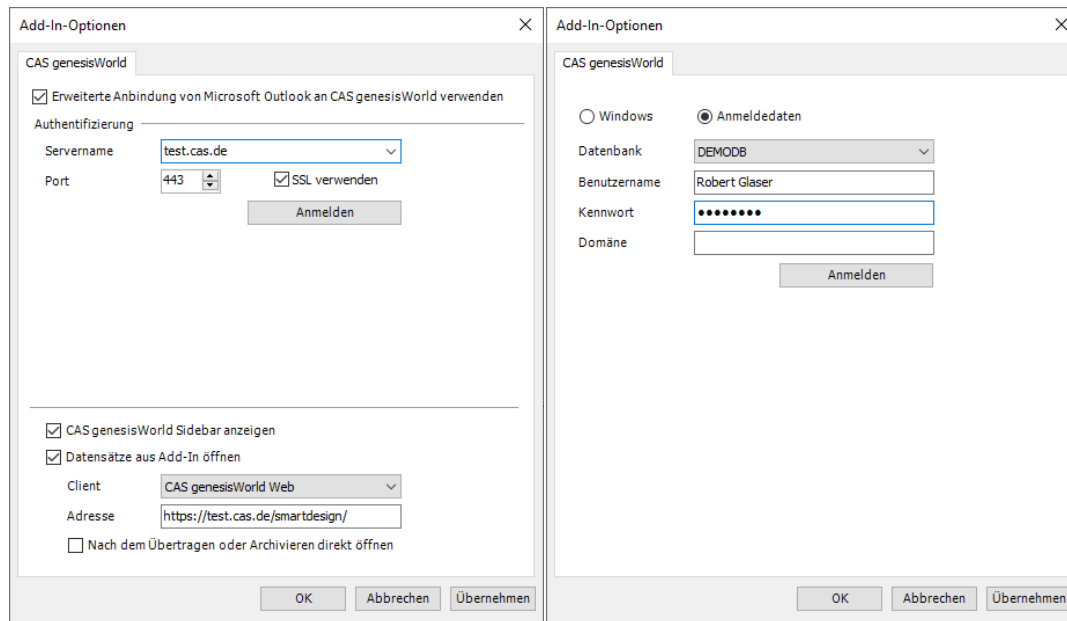 Add-In-Optionen
CAS genesisWorld
Erweiterte Anbindung von Microsoft Outlook an CAS genesisWorld verwenden
Authentifizierung
Servername test.cas.de
Port 443 SSL verwenden
Anmelden
CAS genesisWorld Sidebar anzeigen
Datensätze aus Add-In öffnen
Client CAS genesisWorld Web
Adresse https://test.cas.de/smartdesign/
Nach dem Übertragen oder Archivieren direkt öffnen
OK Abbrechen Übernehmen
Add-In-Optionen
CAS genesisWorld
Windows Anmeldedaten
Datenbank DEMODB
Benutzername Robert Glaser
Kennwort ••••••••
Domäne
Anmelden
OK Abbrechen Übernehmen